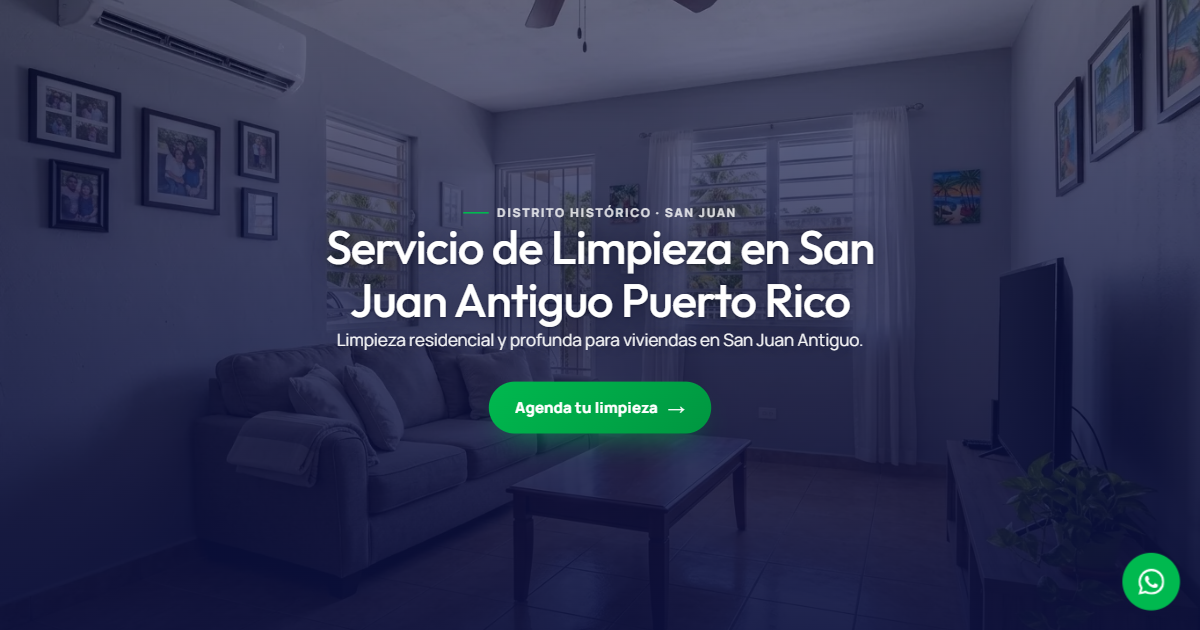 DISTRITO HISTÓRICO · SAN JUAN
Servicio de Limpieza en San
Juan Antiguo Puerto Rico
Limpieza residencial y profunda para viviendas en San Juan Antiguo.
Agenda tu limpieza →